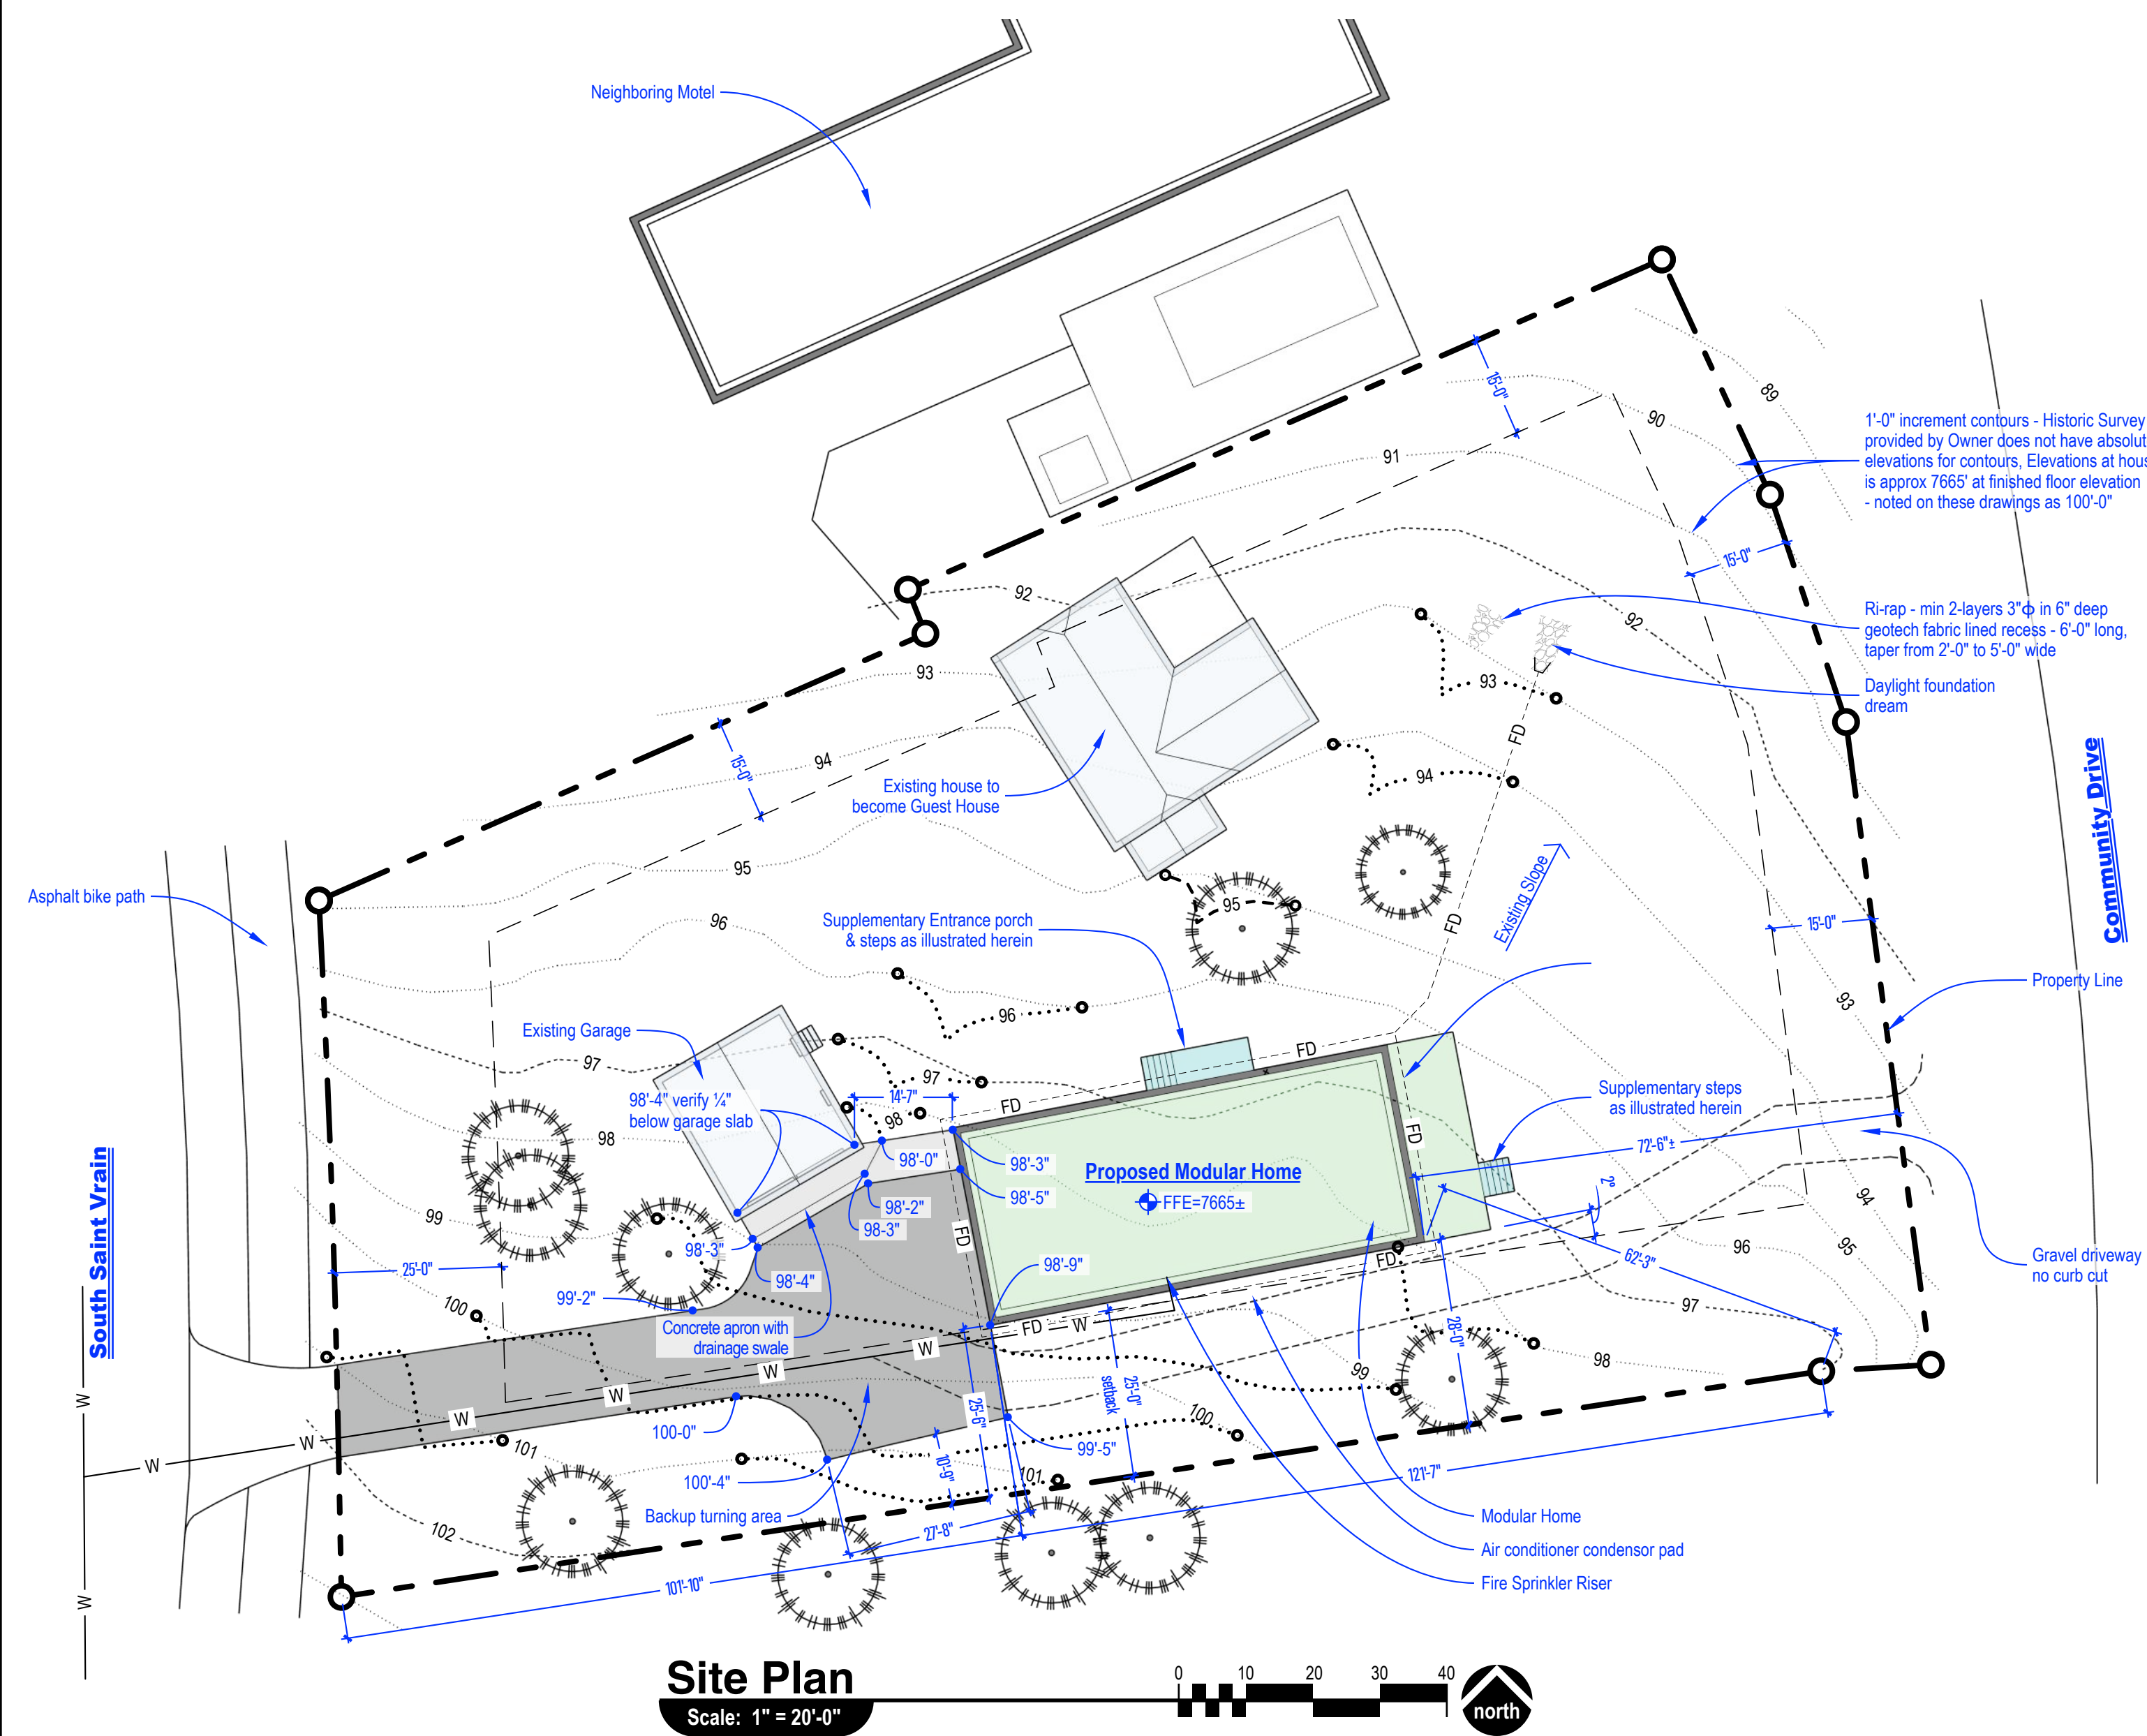 Neighboring Motel
89
90
91
1'-0" increment contours - Historic Survey
provided by Owner does not have absolut
elevations for contours, Elevations at hous
is approx 7665' at finished floor elevation
- noted on these drawings as 100'-0"
15'-0"
15'-0"
92
92
Ri-rap - min 2-layers 3"ϕ in 6" deep
geotech fabric lined recess - 6'-0" long,
taper from 2'-0" to 5'-0" wide
93
93
Daylight foundation
dream
FD
15'-0"
94
94
Existing house to
become Guest House
Community Drive
95
Asphalt bike path
96
Supplementary Entrance porch
& steps as illustrated herein
95
FD
Existing Slope
15'-0"
Property Line
93
96
Existing Garage
97
97
FD
FD
98'-4" verify ¼"
below garage slab
14'-7"
98
98
FD
Supplementary steps
as illustrated herein
72'-6"±
98'-0"
98'-3"
98'-5"
Proposed Modular Home
FFE=7665±
98'-2"
98-3"
2⁰
94
South Saint Vrain
99
98'-3"
FD
98'-4"
98'-9"
FD
62'-3"
96
95
Gravel driveway
no curb cut
25'-0"
99'-2"
100
97
Concrete apron with
drainage swale
FD
W
28'-0"
98
99
W
W
W
W
W
W
W
W
25'-6"
setback
25'-0"
100
100'-0"
99'-5"
101
10'-9"
101
100'-4"
121'-7"
Backup turning area
102
27'-8"
101'-10"
Modular Home
Air conditioner condensor pad
Fire Sprinkler Riser
Site Plan
Scale: 1" = 20'-0"
0 10 20 30 40
north